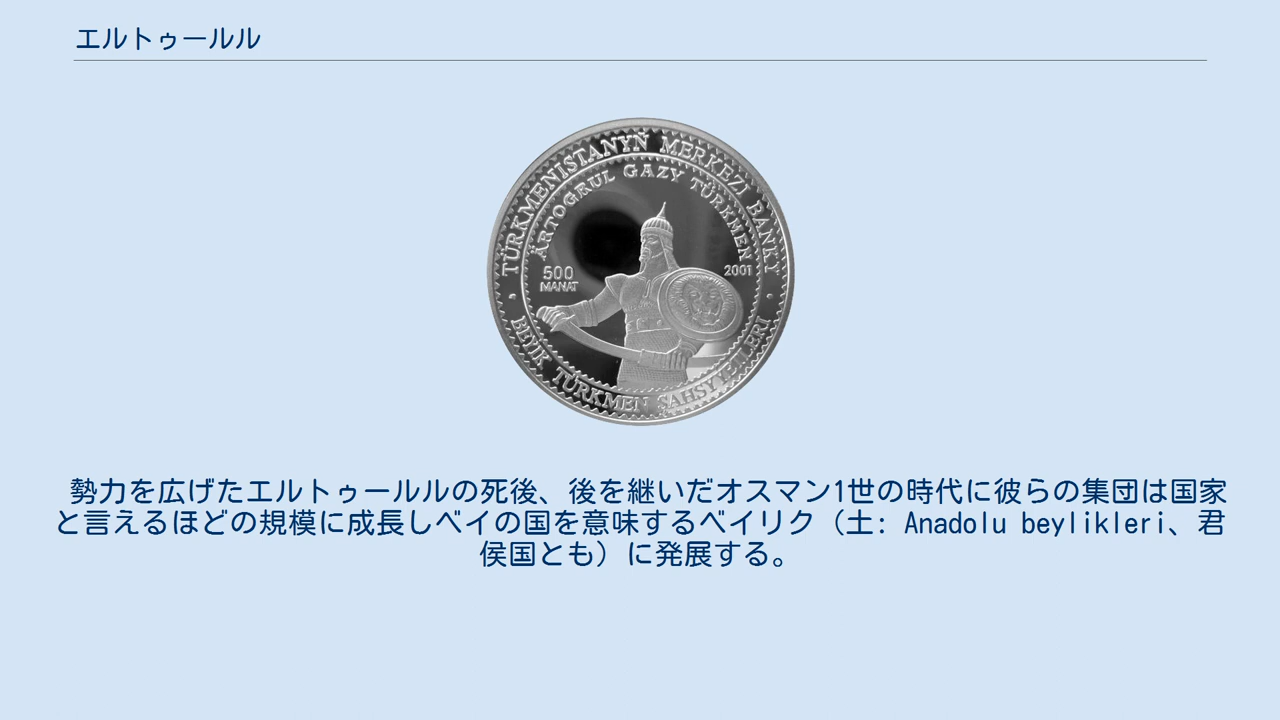 エルトゥールル
TÜRKMENISTANYŇ MERKEZI BANKY
ÄRTOGRUL GAZY TÜRKMEN
500
MANAT
2001
BEÝIK TÜRKMEN ŞAHSYÝETLERI
勢力を広げたエルトゥールルの死後、後を継いだオスマン1世の時代に彼らの集団は国家
と言えるほどの規模に成長しベイの国を意味するベイリク（土: Anadolu beylikleri、君
侯国とも）に発展する。